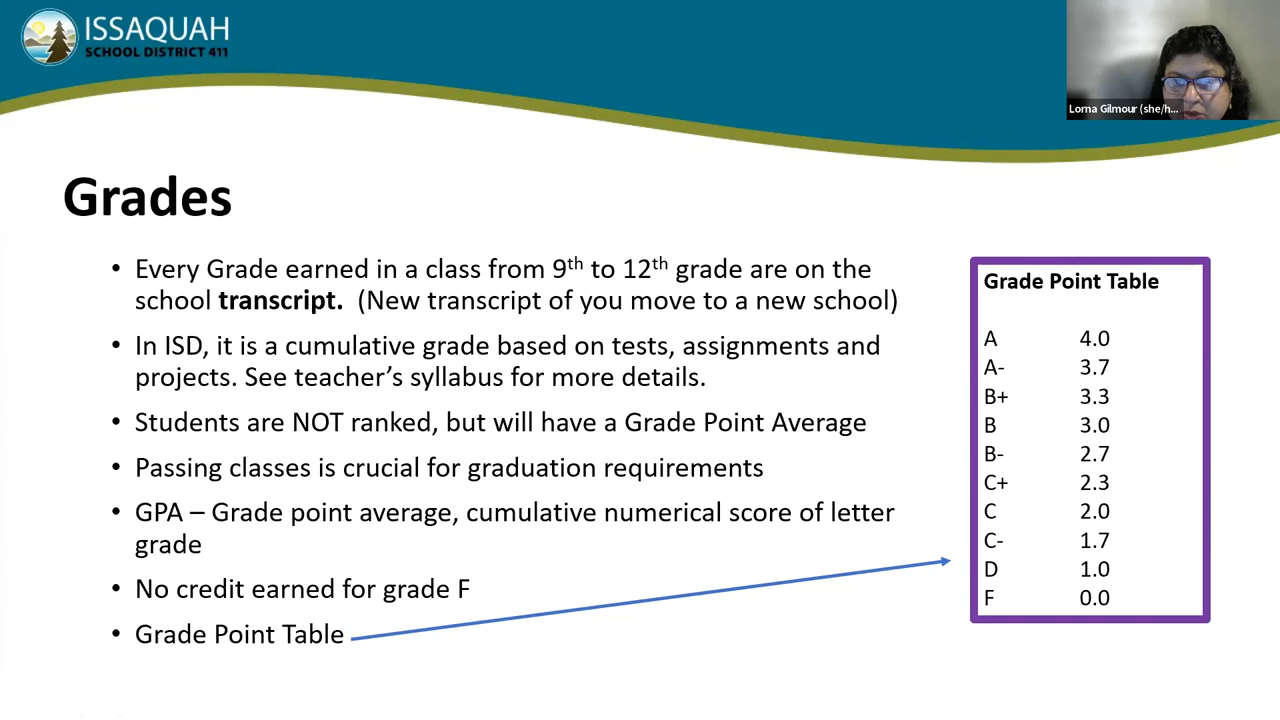 ISSAQUAH
SCHOOL DISTRICT 411
Lorna Gilmour (she/h...
Grades
• Every Grade earned in a class from 9th to 12th grade are on the
school transcript. (New transcript of you move to a new school)
• In ISD, it is a cumulative grade based on tests, assignments and
projects. See teacher’s syllabus for more details.
• Students are NOT ranked, but will have a Grade Point Average
• Passing classes is crucial for graduation requirements
• GPA – Grade point average, cumulative numerical score of letter
grade
• No credit earned for grade F
• Grade Point Table
Grade Point Table
A 4.0
A- 3.7
B+ 3.3
B 3.0
B- 2.7
C+ 2.3
C 2.0
C- 1.7
D 1.0
F 0.0